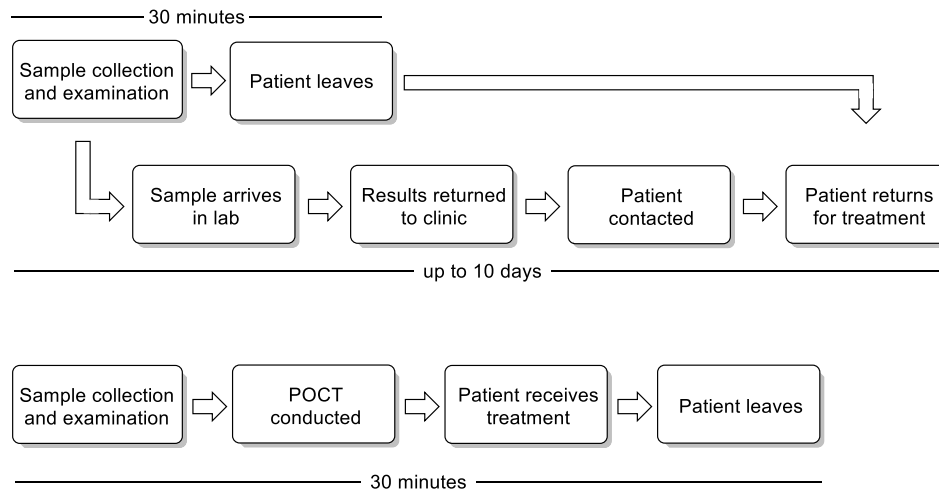 30 minutes
Sample collection
and examination
Patient leaves
Sample arrives
in lab
Results returned
to clinic
Patient
contacted
Patient returns
for treatment
up to 10 days
Sample collection
and examination
POCT
conducted
Patient receives
treatment
Patient leaves
30 minutes